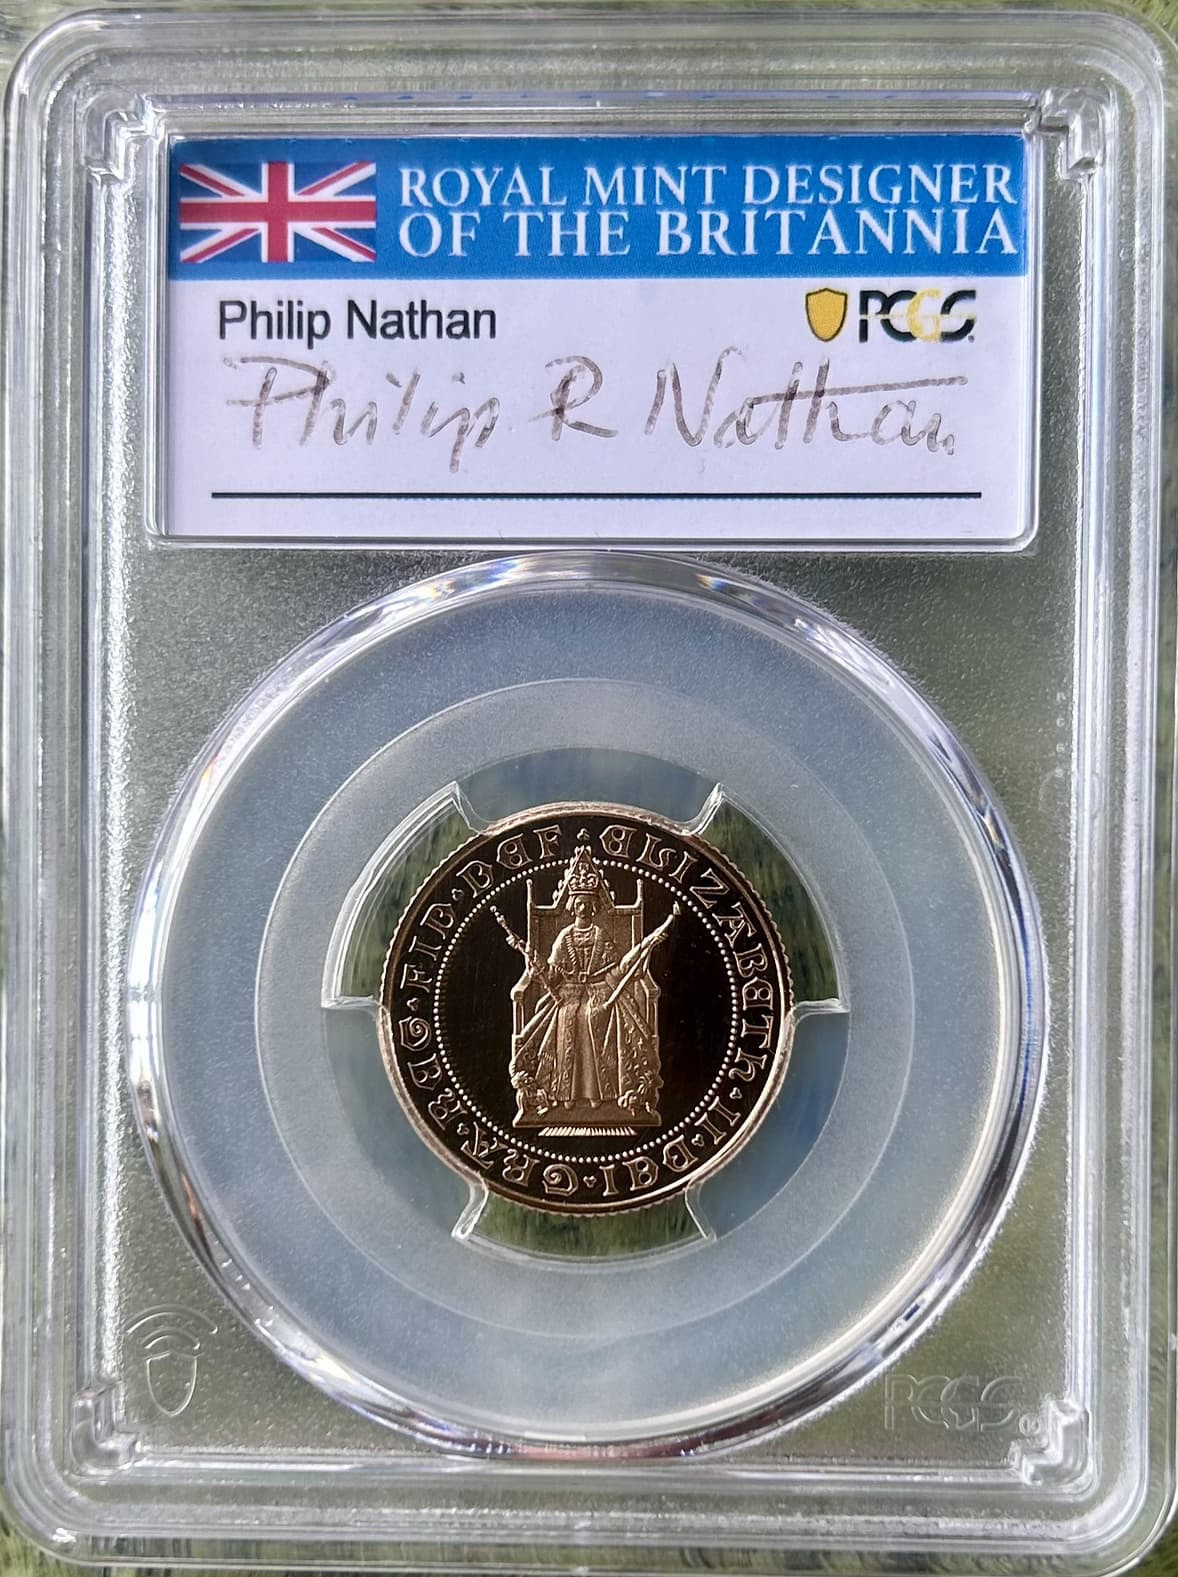 ROYAL MINT DESIGNER
OF THE BRITANNIA
Philip Nathan
PCGS
Philip R Nathan
ELIZABETH · II · DEI · GRA · REG · FID · DEF
PCGS